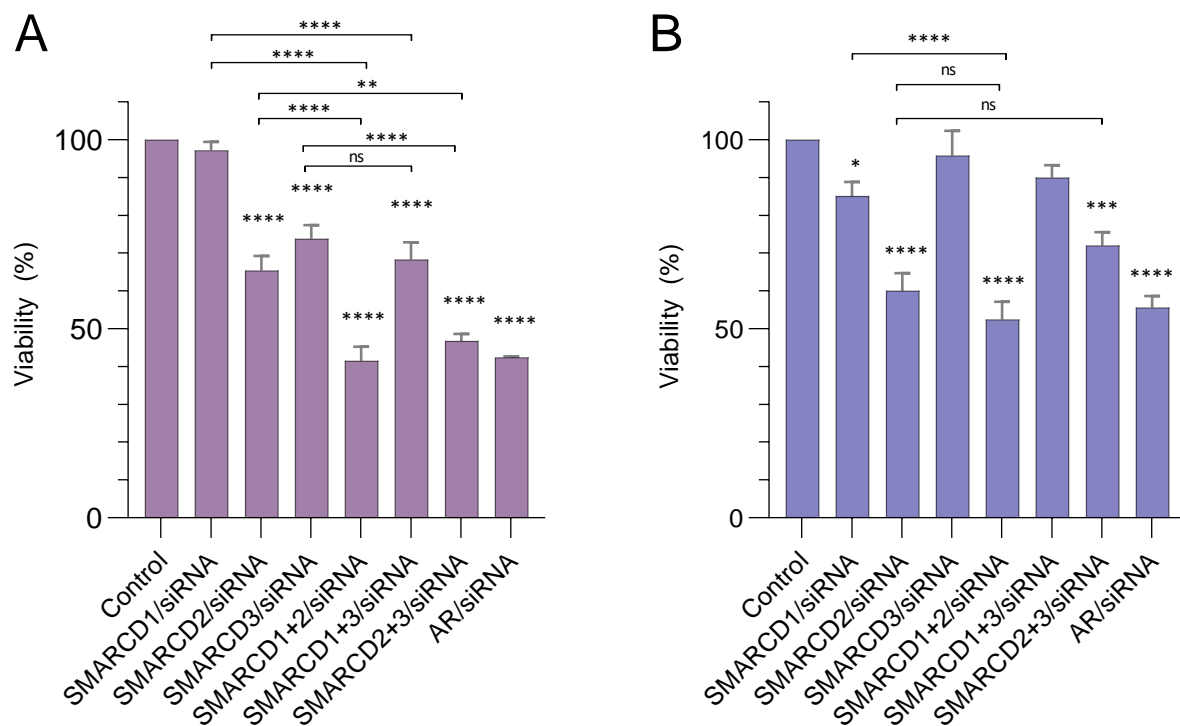 A
****
****
**
****
****
ns
****
****
****
****
****
****
100
50
0
Viability (%)
Control
SMARCD1/siRNA
SMARCD2/siRNA
SMARCD3/siRNA
SMARCD1+2/siRNA
SMARCD1+3/siRNA
SMARCD2+3/siRNA
AR/siRNA
B
****
ns
ns
*
***
****
****
****
100
50
0
Viability (%)
Control
SMARCD1/siRNA
SMARCD2/siRNA
SMARCD3/siRNA
SMARCD1+2/siRNA
SMARCD1+3/siRNA
SMARCD2+3/siRNA
AR/siRNA